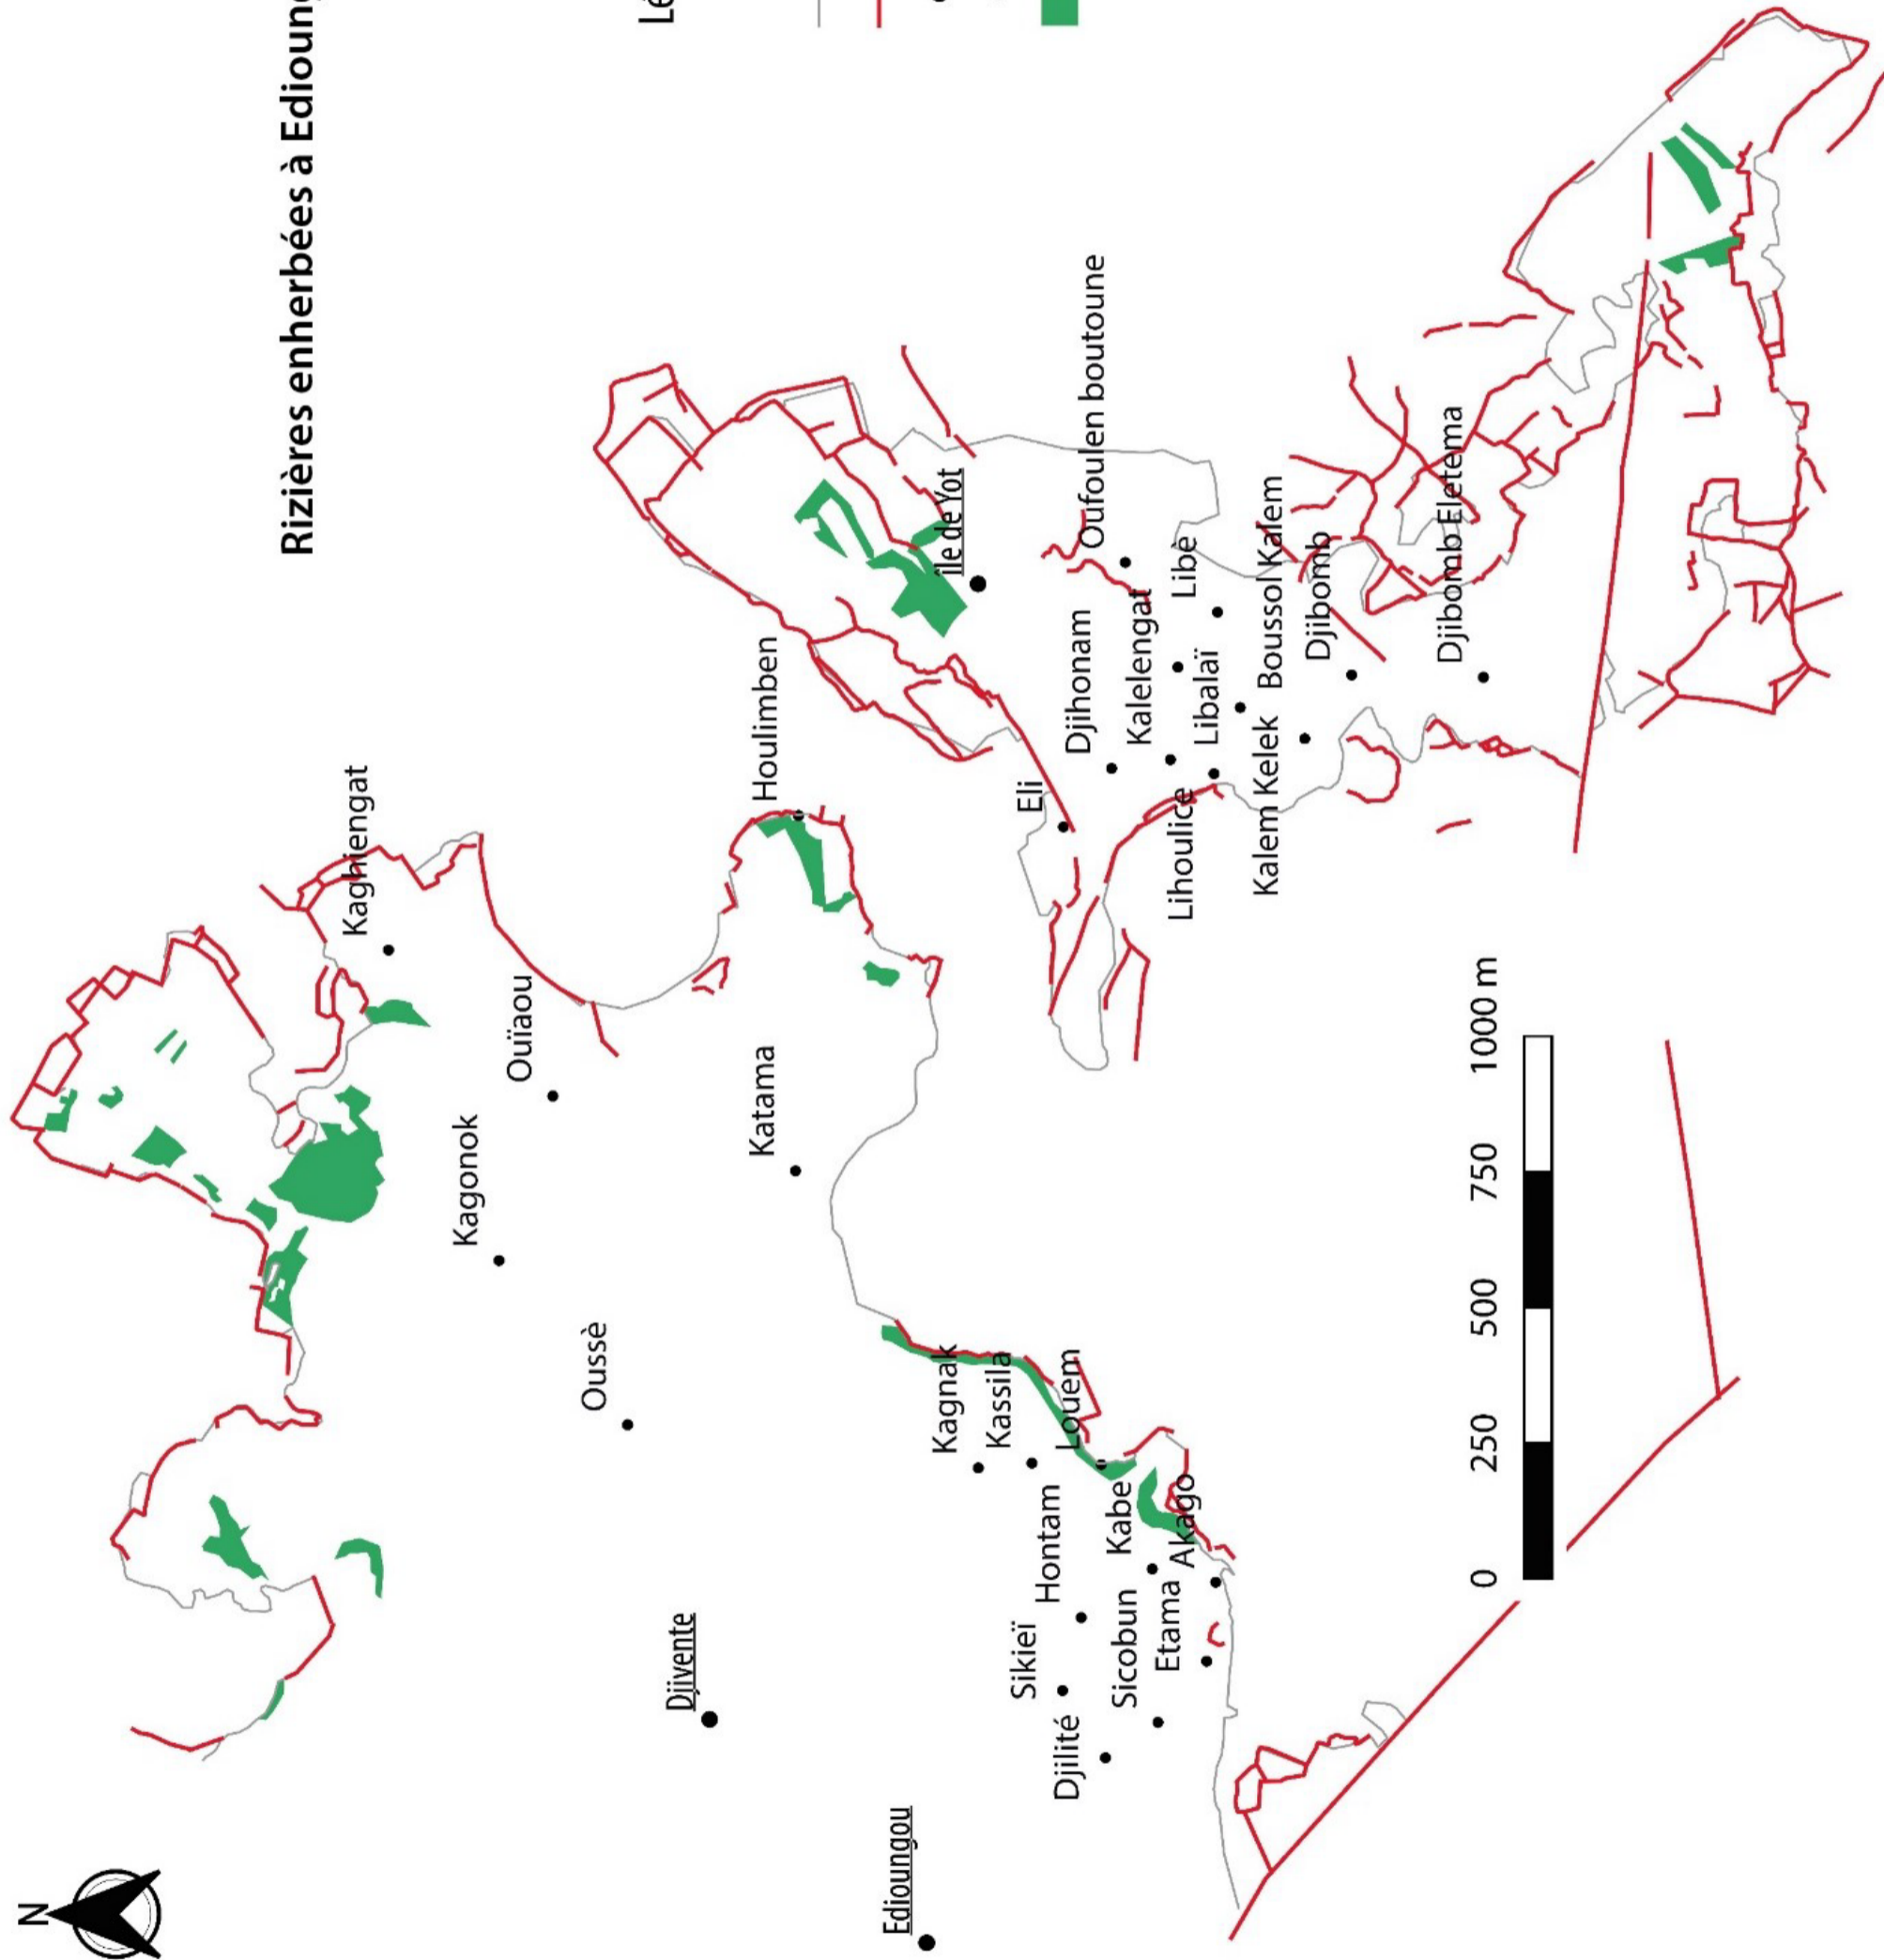 N
Rizières enherbées à Edioung
Lé
Kaghiengat
Kagonok
Ouïaou
Oussè
Djivente
Houlimben
Katama
Edioungou
île de Yot
Kagnak
Kassila
Louem
Eli
Djihonam
Oufoulen boutoune
Kalelengat
Libè
Lihoulice
Libalaï
Kalem Kelek
Boussol Kalem
Djibomb
Djibomb Eletema
Sikieï
Hontam
Djilité
Kabe
Sicobun
Etama
Akago
0 250 500 750 1000 m